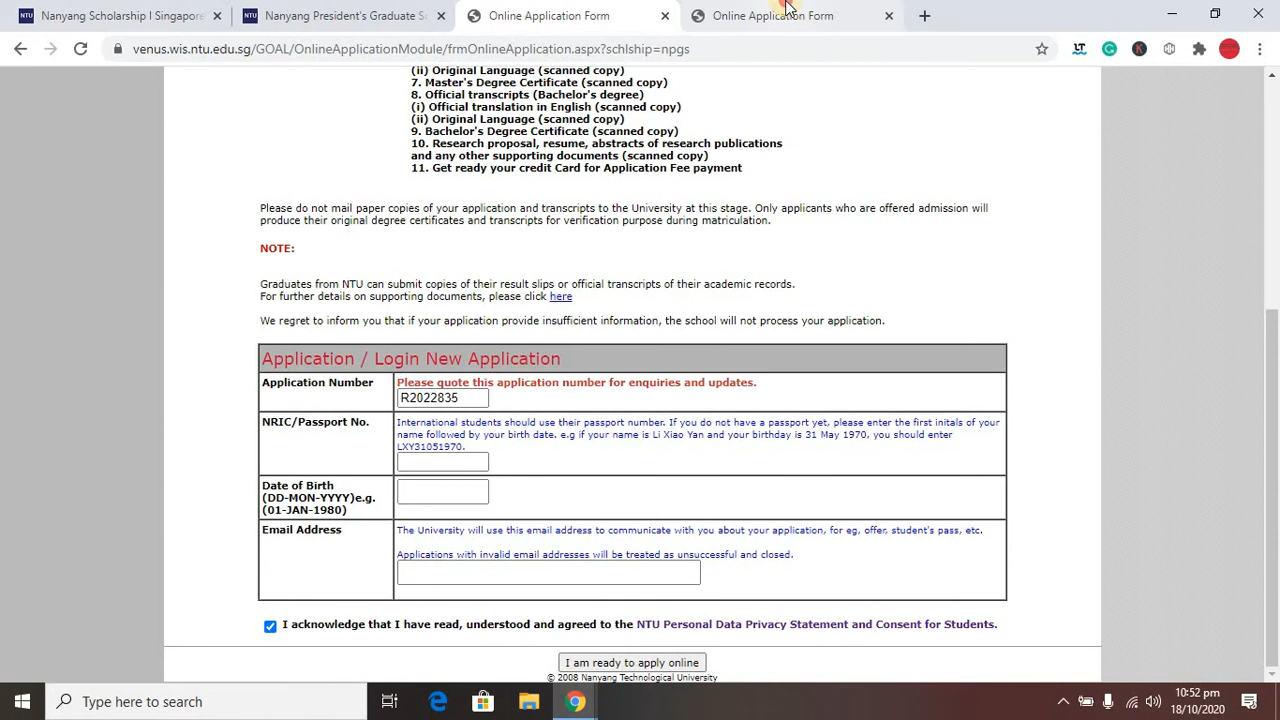 Nanyang Scholarship I Singapore
Nanyang President's Graduate Sc
Online Application Form
Online Application Form
venus.wis.ntu.edu.sg/GOAL/OnlineApplicationModule/frmOnlineApplication.aspx?schlship=npgs
(ii) Original Language (scanned copy)
7. Master's Degree Certificate (scanned copy)
8. Official transcripts (Bachelor's degree)
(i) Official translation in English (scanned copy)
(ii) Original Language (scanned copy)
9. Bachelor's Degree Certificate (scanned copy)
10. Research proposal, resume, abstracts of research publications
and any other supporting documents (scanned copy)
11. Get ready your credit Card for Application Fee payment
Please do not mail paper copies of your application and transcripts to the University at this stage. Only applicants who are offered admission will
produce their original degree certificates and transcripts for verification purpose during matriculation.
NOTE:
Graduates from NTU can submit copies of their result slips or official transcripts of their academic records.
For further details on supporting documents, please click here
We regret to inform you that if your application provide insufficient information, the school will not process your application.
Application / Login New Application
Application Number
Please quote this application number for enquiries and updates.
R2022835
NRIC/Passport No.
International students should use their passport number. If you do not have a passport yet, please enter the first initals of your
name followed by your birth date. e.g if your name is Li Xiao Yan and your birthday is 31 May 1970, you should enter
LXY31051970.
Date of Birth
(DD-MON-YYYY)e.g.
(01-JAN-1980)
Email Address
The University will use this email address to communicate with you about your application, for eg, offer, student's pass, etc.
Applications with invalid email addresses will be treated as unsuccessful and closed.
I acknowledge that I have read, understood and agreed to the NTU Personal Data Privacy Statement and Consent for Students.
I am ready to apply online
© 2008 Nanyang Technological University
Type here to search
10:52 pm
18/10/2020